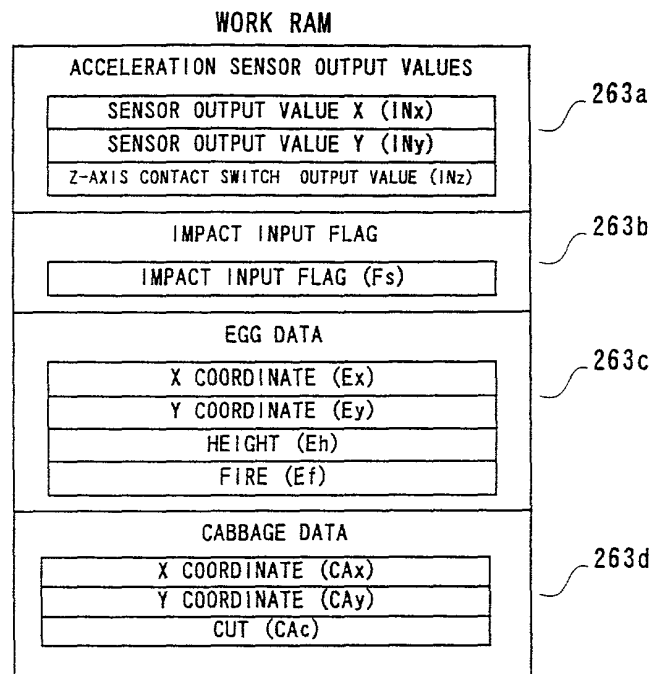 WORK RAM
ACCELERATION SENSOR OUTPUT VALUES
SENSOR OUTPUT VALUE X (INx)
SENSOR OUTPUT VALUE Y (INy)
Z-AXIS CONTACT SWITCH OUTPUT VALUE (INz)
263a
IMPACT INPUT FLAG
IMPACT INPUT FLAG (Fs)
263b
EGG DATA
X COORDINATE (Ex)
Y COORDINATE (Ey)
HEIGHT (Eh)
FIRE (Ef)
263c
CABBAGE DATA
X COORDINATE (CAx)
Y COORDINATE (CAy)
CUT (CAc)
263d